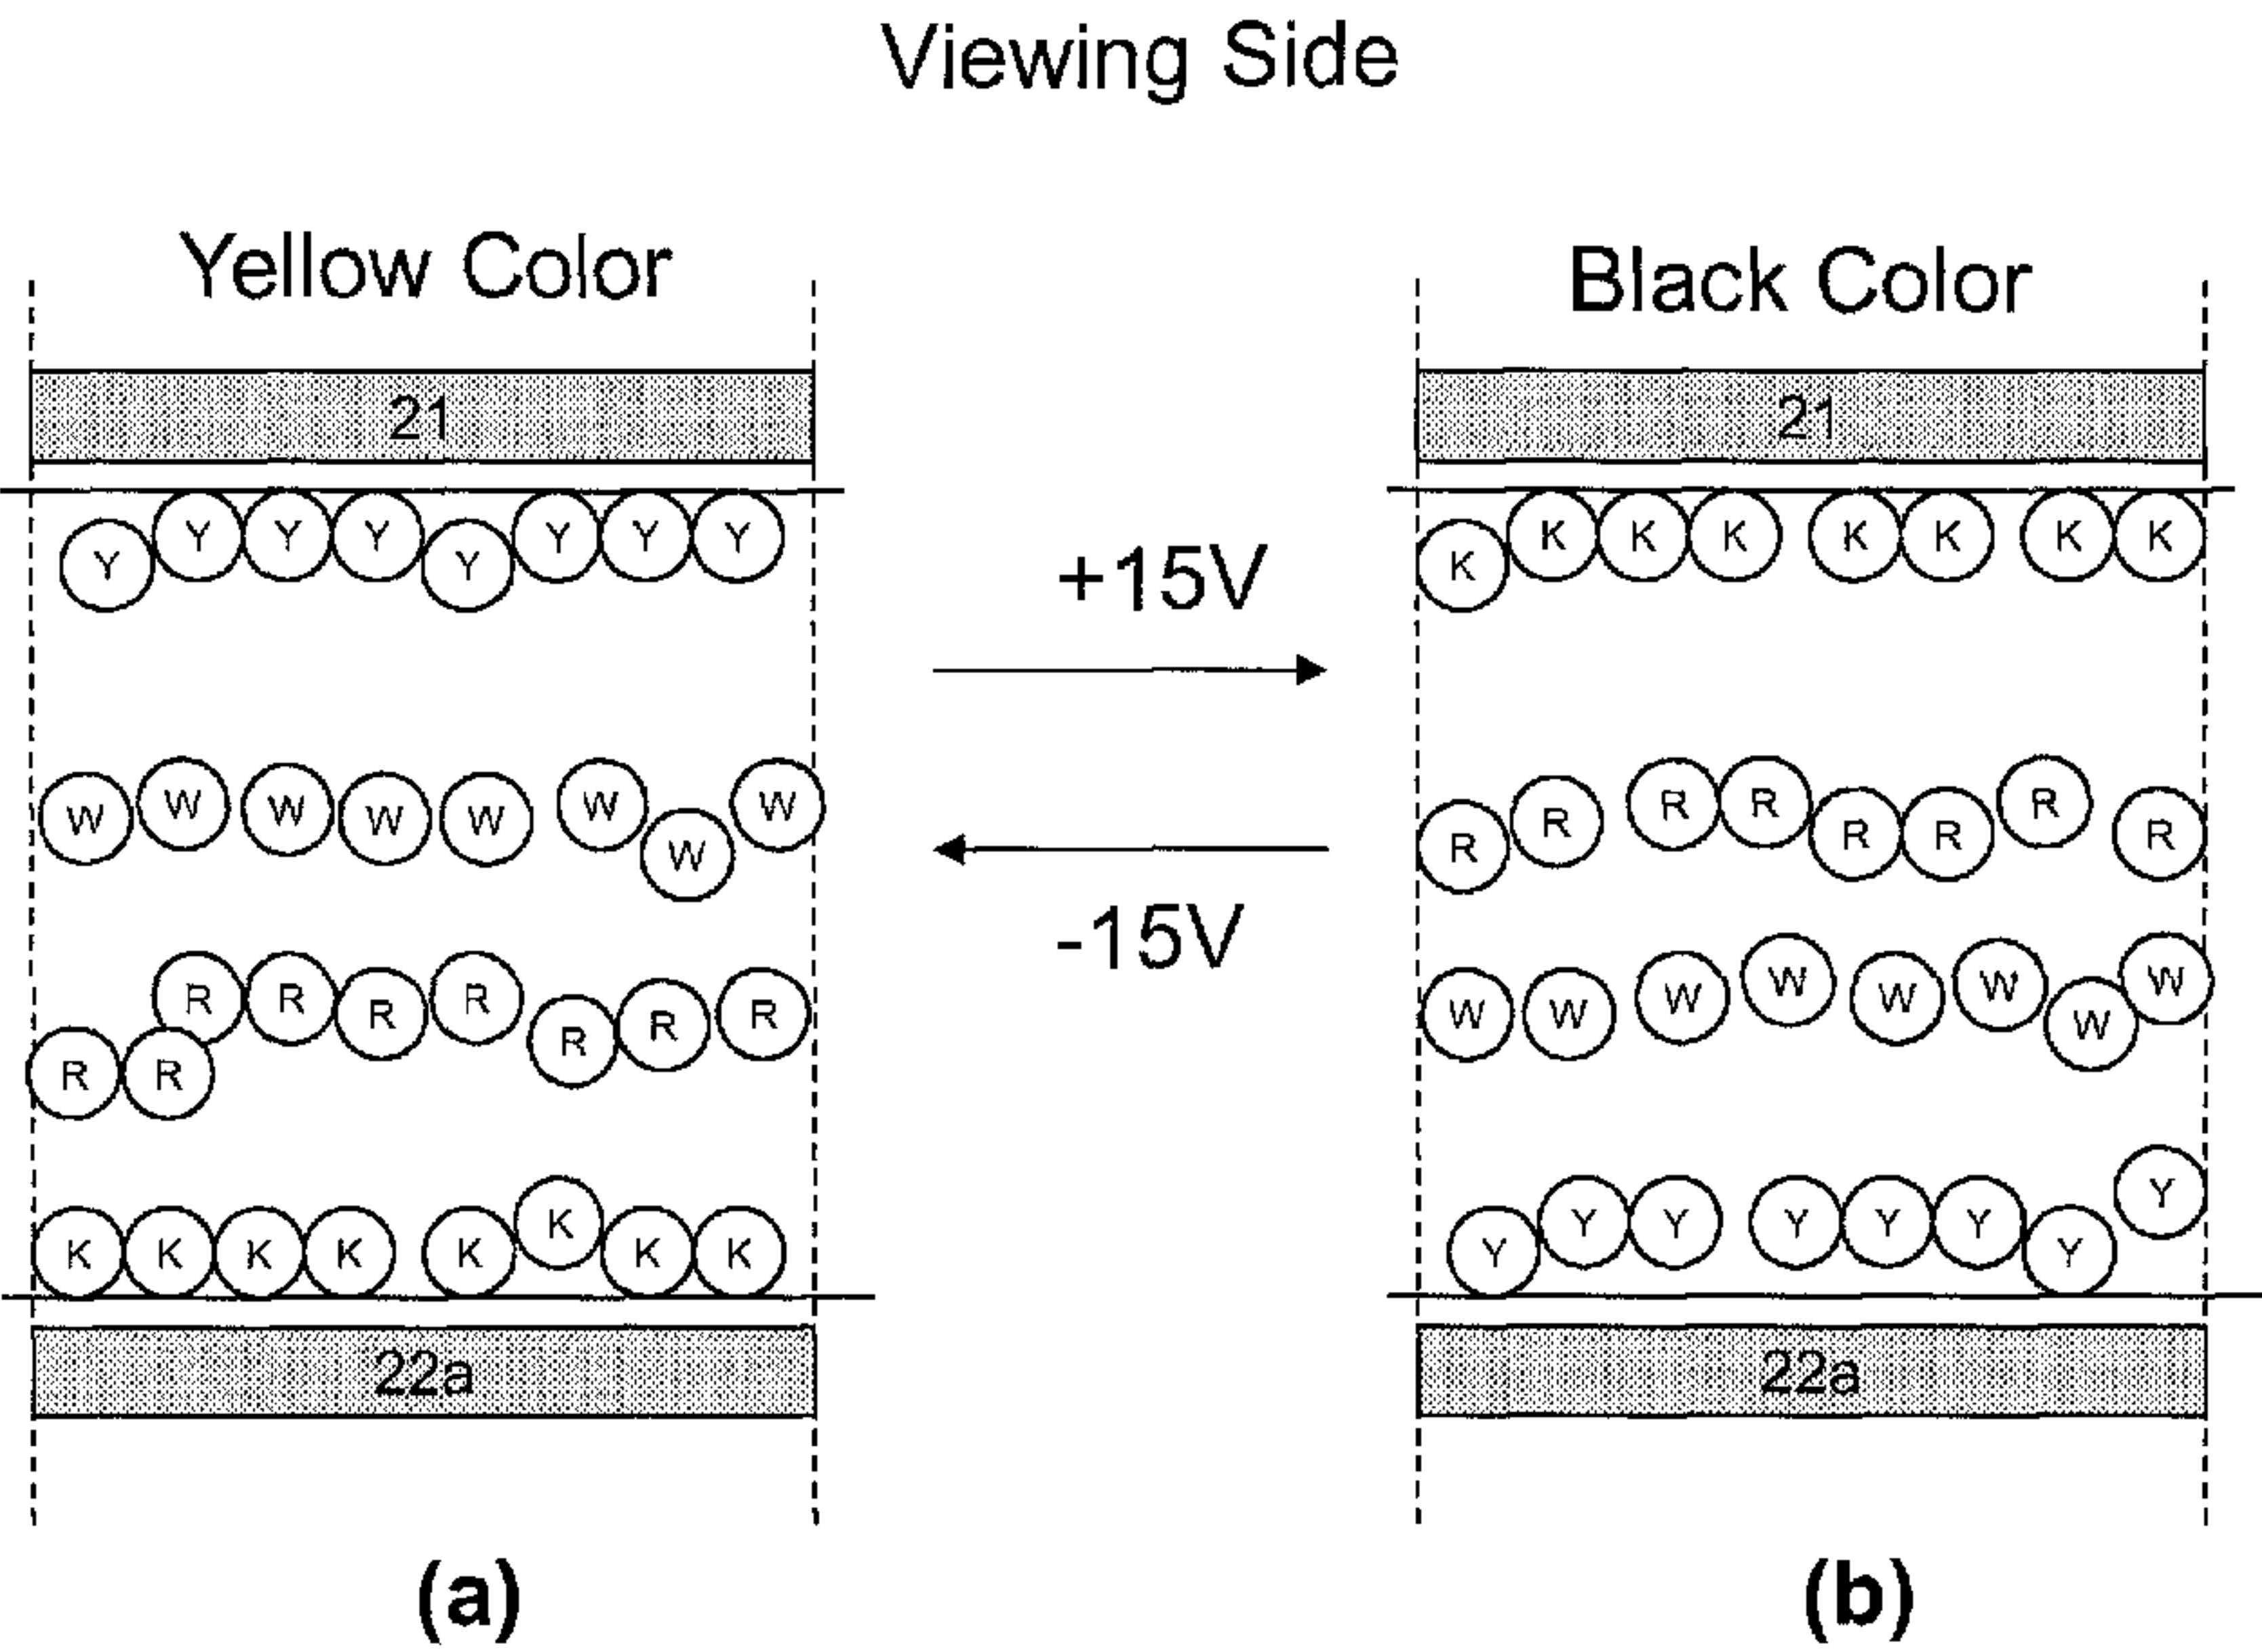 Viewing Side
Yellow Color
Black Color
21
21
Y Y Y Y Y Y Y Y
K K K K K K K K
+15V
W W W W W W W W
R R R R R R R R
-15V
R R R R R R R R R
W W W W W W W W
K K K K K K K K
Y Y Y Y Y Y Y Y
22a
22a
(a)
(b)